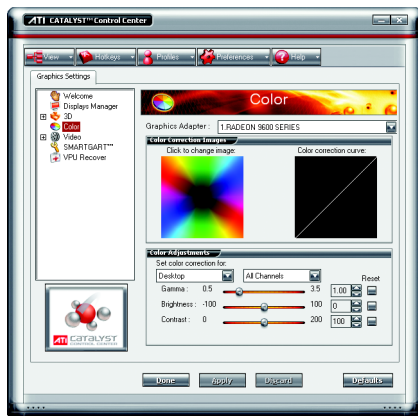 ATI CATALYST™ Control Center
View Hotkeys Profiles Preferences Help
Graphics Settings
Welcome
Displays Manager
3D
Color
Video
SMARTGART™
VPU Recover
Color
Graphics Adapter : 1.RADEON 9600 SERIES
Color Correction Images
Click to change image: Color correction curve:
Color Adjustments
Set color correction for:
Desktop All Channels Reset
Gamma : 0.5 3.5 1.00
Brightness : -100 100 0
Contrast : 0 200 100
ATI CATALYST
CONTROL CENTER
Done Apply Discard Defaults